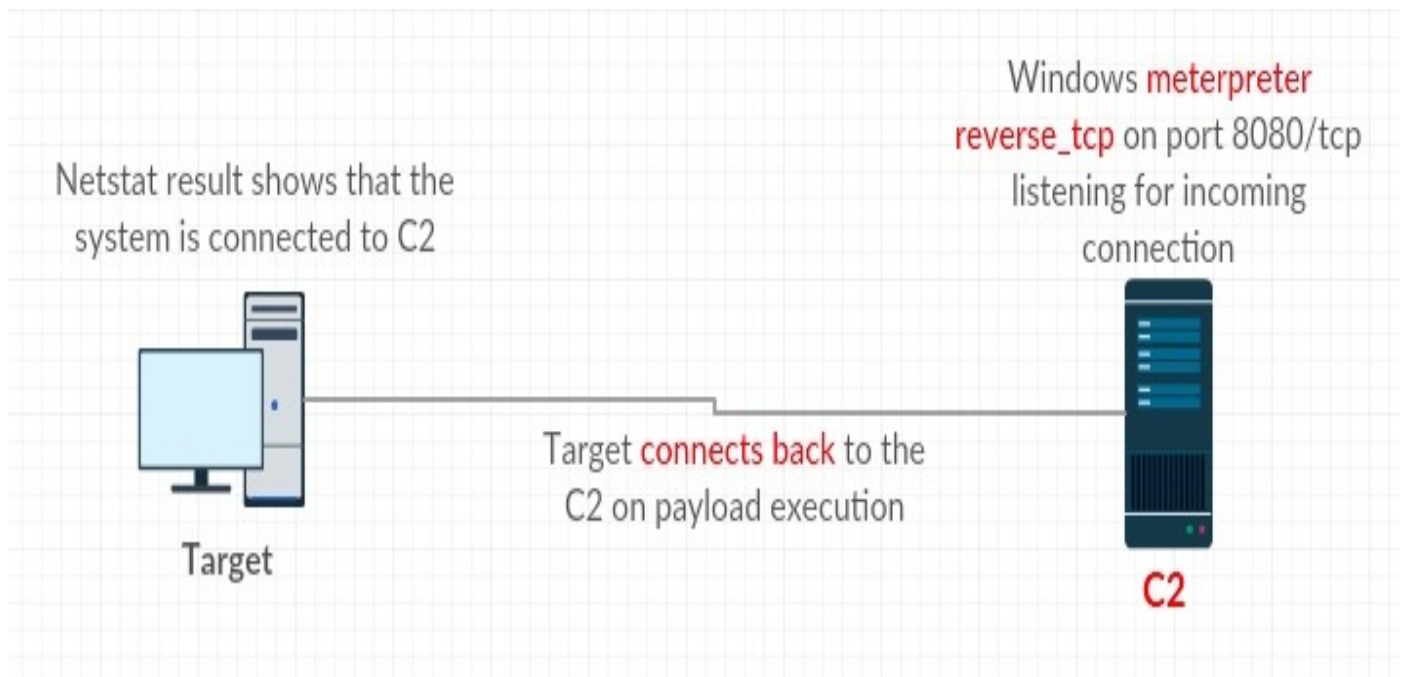 Windows meterpreter
reverse_tcp on port 8080/tcp
listening for incoming
connection
Netstat result shows that the
system is connected to C2
Target connects back to the
C2 on payload execution
Target
C2